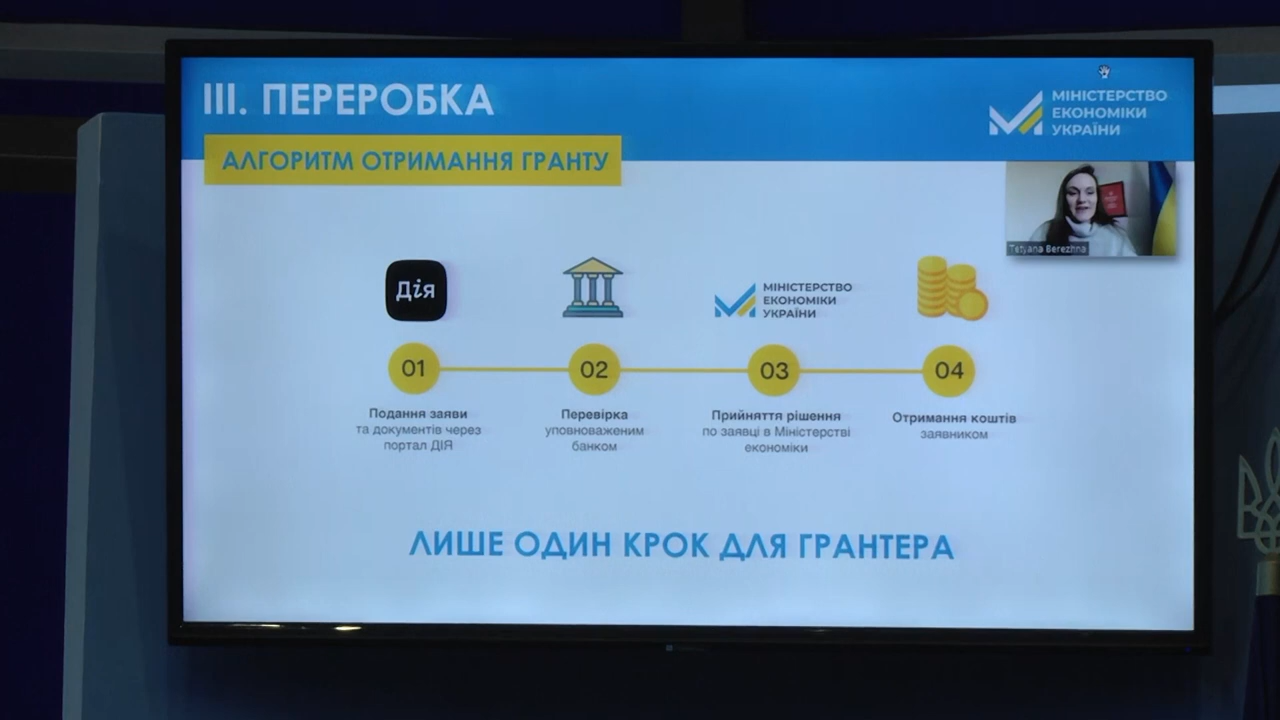 III. ПЕРЕРОБКА
МІНІСТЕРСТВО
ЕКОНОМІКИ
УКРАЇНИ
АЛГОРИТМ ОТРИМАННЯ ГРАНТУ
Tetyana Berezhna
Дія
МІНІСТЕРСТВО
ЕКОНОМІКИ
УКРАЇНИ
01
02
03
04
Подання заяви
та документів через
портал ДІЯ
Перевірка
уповноваженим
банком
Прийняття рішення
по заявці в Міністерстві
економіки
Отримання коштів
заявником
ЛИШЕ ОДИН КРОК ДЛЯ ГРАНТЕРА